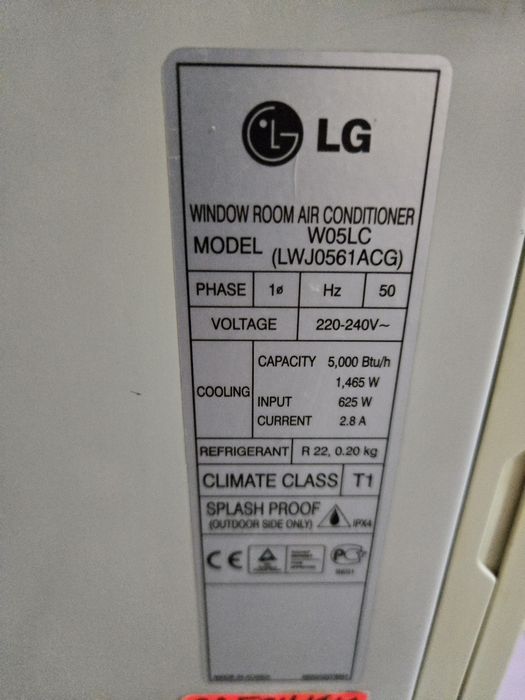 LG
WINDOW ROOM AIR CONDITIONER
MODEL W05LC
(LWJ0561ACG)
PHASE 1ø Hz 50
VOLTAGE 220-240V~
COOLING
CAPACITY 5,000 Btu/h
1,465 W
INPUT 625 W
CURRENT 2.8 A
REFRIGERANT R 22, 0.20 kg
CLIMATE CLASS T1
SPLASH PROOF
(OUTDOOR SIDE ONLY) IPX4
CE